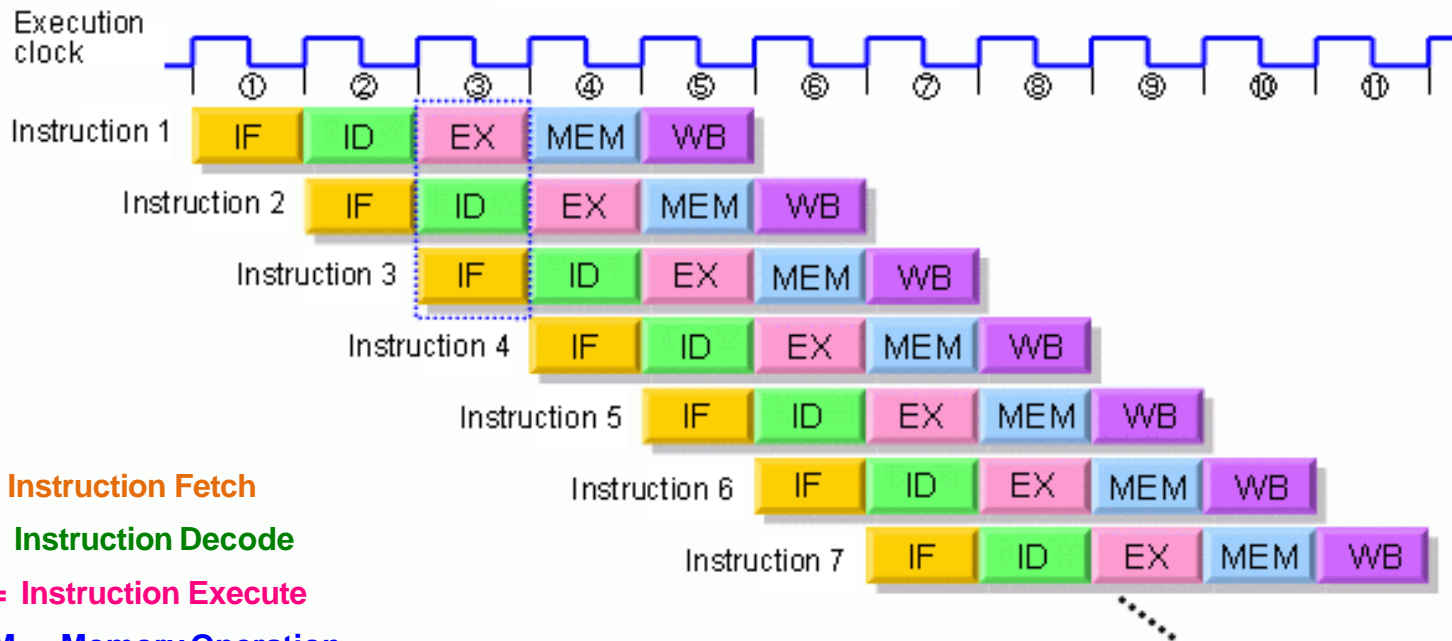 Execution
clock
① ② ③ ④ ⑤ ⑥ ⑦ ⑧ ⑨ ⑩ ⑪
Instruction 1 IF ID EX MEM WB
Instruction 2 IF ID EX MEM WB
Instruction 3 IF ID EX MEM WB
Instruction 4 IF ID EX MEM WB
Instruction 5 IF ID EX MEM WB
Instruction 6 IF ID EX MEM WB
Instruction 7 IF ID EX MEM WB
Instruction Fetch
Instruction Decode
= Instruction Execute
M Memory Operation